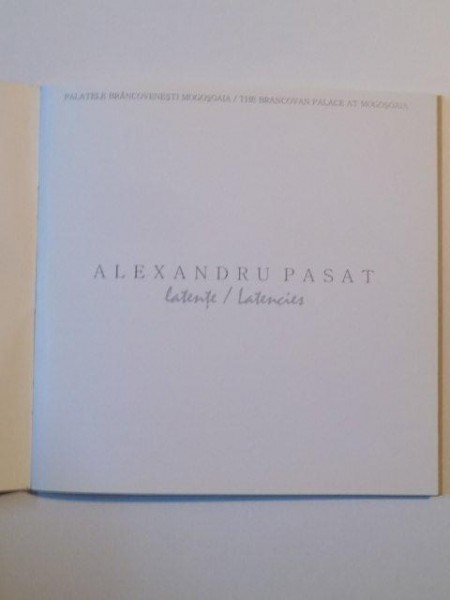 PALATELE BRÂNCOVENEȘTI MOGOȘOAIA / THE BRANCOVAN PALACE AT MOGOȘOAIA
ALEXANDRU PASAT
latențe / Latencies